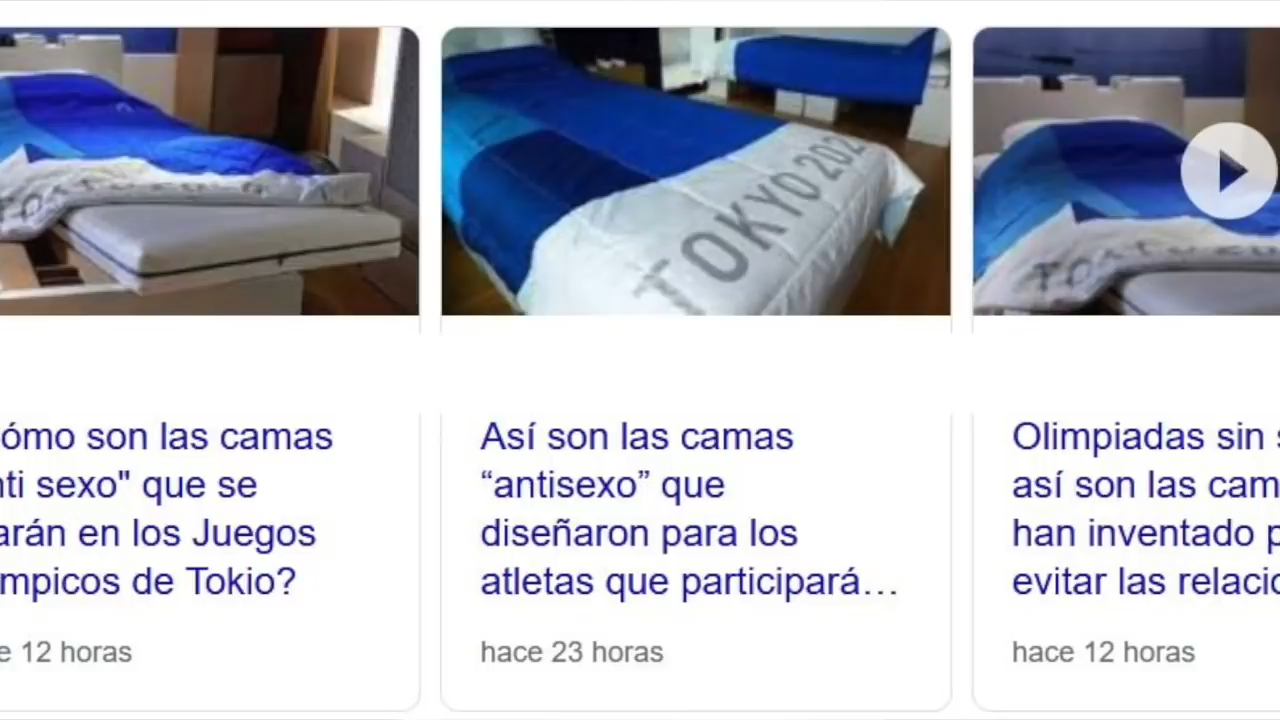 TOKYO 202
ómo son las camas
nti sexo" que se
arán en los Juegos
mpicos de Tokio?
e 12 horas
Así son las camas
“antisexo” que
diseñaron para los
atletas que participará...
hace 23 horas
Olimpiadas sin s
así son las cam
han inventado p
evitar las relacio
hace 12 horas